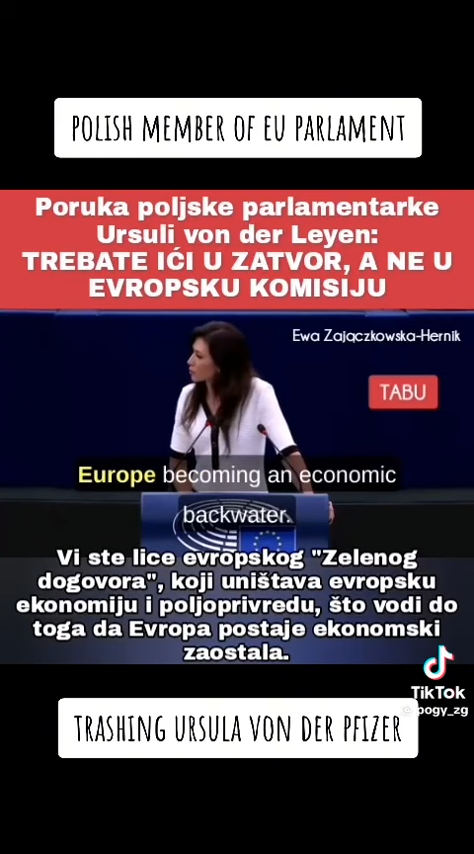 POLISH MEMBER OF EU PARLAMENT
Poruka poljske parlamentarke
Ursuli von der Leyen:
TREBATE IĆI U ZATVOR, A NE U
EVROPSKU KOMISIJU
Ewa Zajączkowska-Hernik
TABU
Europe becoming an economic
backwater.
Vi ste lice evropskog "Zelenog
dogovora", koji uništava evropsku
ekonomiju i poljoprivredu, što vodi do
toga da Evropa postaje ekonomski
zaostala.
TikTok
TRASHING URSULA VON DER PFIZER